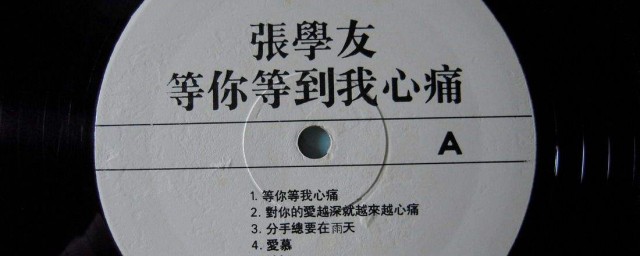 張學友
等你等到我心痛
A
1. 等你等我心痛
2. 對你的愛越深就越來越心痛
3. 分手總要在雨天
4. 愛慕